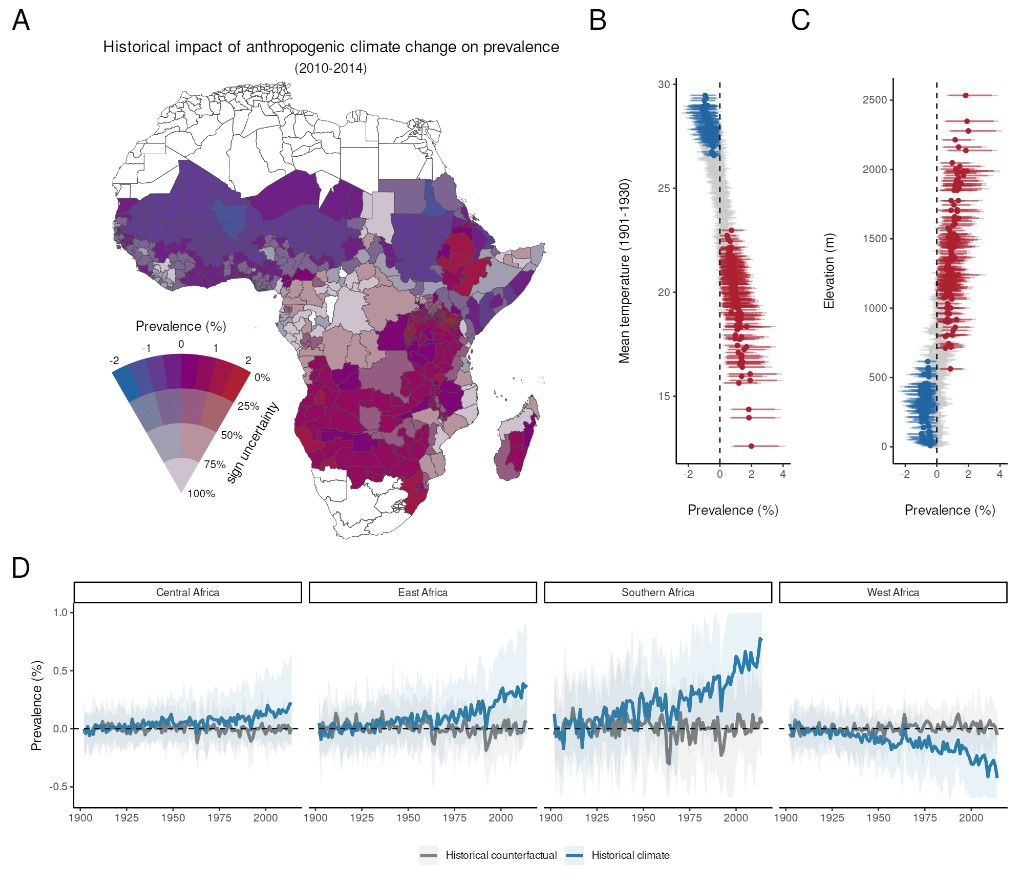 A
B
C
Historical impact of anthropogenic climate change on prevalence
(2010-2014)
Prevalence (%)
-2 -1 0 1 2
0%
25%
50%
75%
100%
sign uncertainty
Mean temperature (1901-1930)
30
25
20
15
-2 0 2 4
Prevalence (%)
Elevation (m)
2500
2000
1500
1000
500
0
-2 0 2 4
Prevalence (%)
D
Central Africa
East Africa
Southern Africa
West Africa
Prevalence (%)
1.0
0.5
0.0
-0.5
1900 1925 1950 1975 2000 1900 1925 1950 1975 2000 1900 1925 1950 1975 2000 1900 1925 1950 1975 2000
Historical counterfactual Historical climate